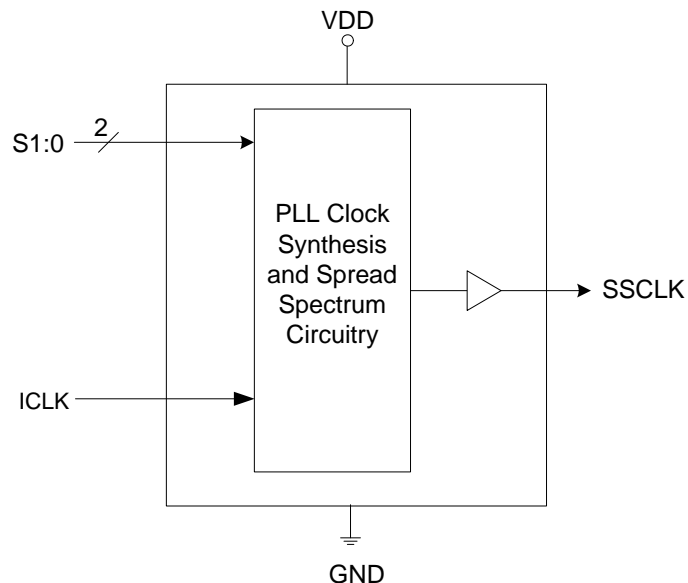 VDD
S1:0
2
PLL Clock
Synthesis
and Spread
Spectrum
Circuitry
SSCLK
ICLK
GND